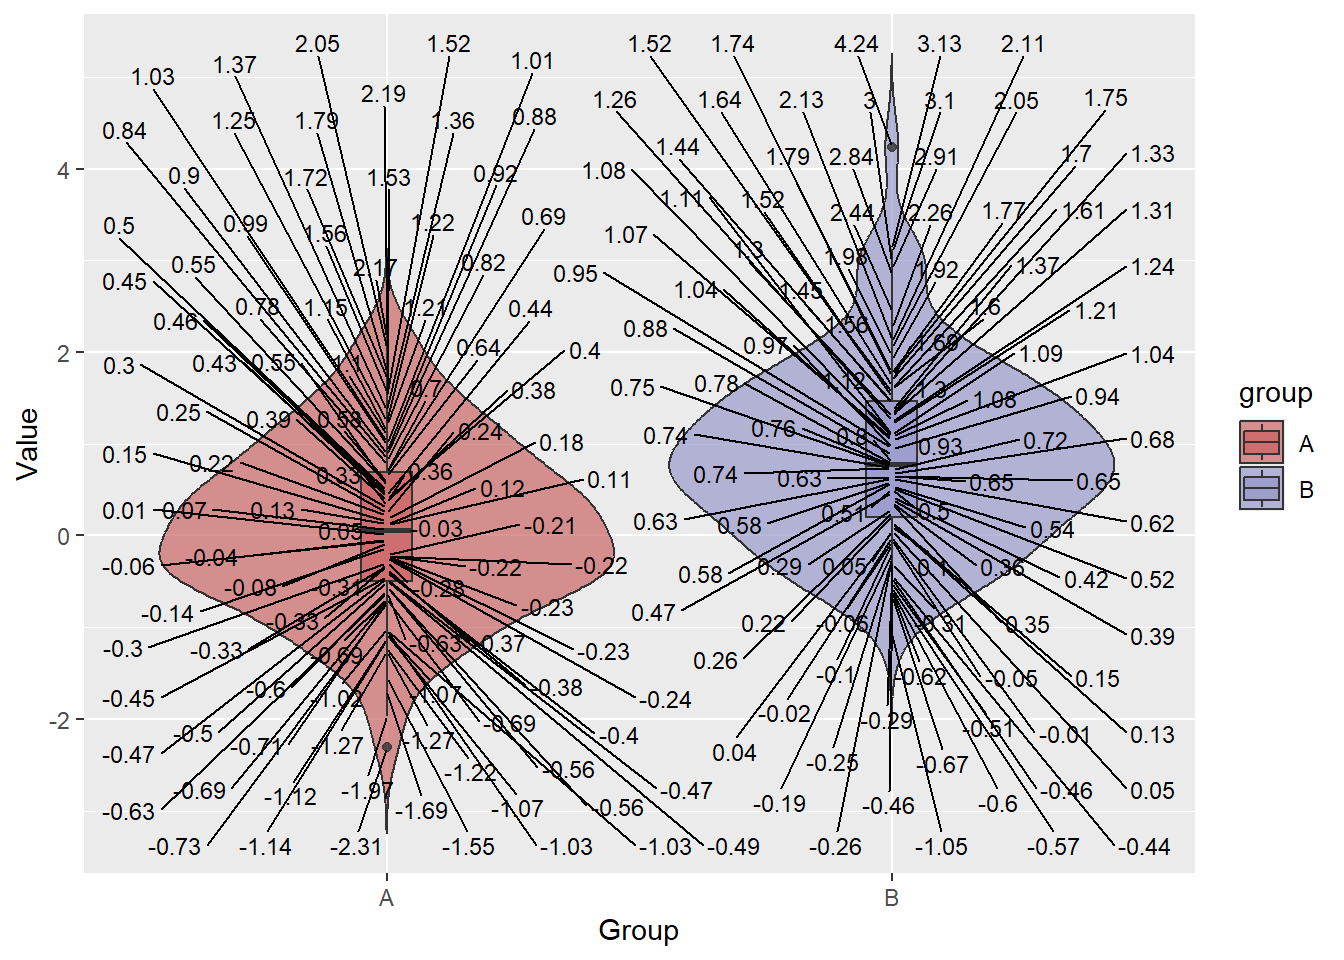 2.05 1.52 1.52 1.74 4.24 3.13 2.11
1.37 1.01
1.03 2.19 1.26 1.64 2.13 3 3.1 2.05 1.75
0.84 1.25 1.79 1.36 0.88
1.44 1.79 2.84 2.91 1.7 1.33
4
0.9 1.72 1.53 0.92 1.08
0.5 0.99 1.56 1.22 0.69 1.11 1.52 2.44 2.26 1.77 1.61 1.31
1.07 1.3 1.98
0.55 2.17 0.82 0.95 1.92 1.37 1.24
0.45 1.04 1.45
0.46 0.78 1.15 1.21 0.44 0.88 1.56 1.6 1.21
2
0.3 0.43 0.55 1.1 0.64 0.4 0.97 1.69 1.09 1.04
0.7 0.38 0.75 0.78 1.12 1.3
0.25 0.39 0.58 0.24 1.08 0.94
0.15 0.22 0.18 0.74 0.76 0.8 0.93 0.72 0.68
0.33 0.36 0.12 0.11 0.74 0.63 0.65 0.65
0.01 0.07 0.13 0.63 0.58 0.51 0.5 0.54 0.62
0
0.05 0.03 -0.21
-0.06 -0.04 -0.22 -0.22 0.58 0.29 0.05 0.1 0.36 0.42 0.52
-0.14 -0.08 -0.31 -0.28 -0.23 0.47
-0.3 -0.33 -0.33 -0.63 -0.37 -0.23 0.22 -0.06 -0.31 0.35 0.39
-0.69 0.26
-0.45 -0.6 -1.02 -1.07 -0.38 -0.24 -0.1 -0.62 -0.05 0.15
-2
-0.5 -0.69 -0.4 -0.02 -0.29 -0.51 -0.01 0.13
-0.47 -0.71 -1.27 -1.27 0.04
-1.22 -0.56 -0.25 -0.67
-0.63 -0.69 -1.12 -1.97 -1.69 -1.07 -0.56 -0.47 -0.19 -0.46 -0.6 -0.46 0.05
-0.73 -1.14 -2.31 -1.55 -1.03 -1.03 -0.49 -0.26 -1.05 -0.57 -0.44
A B
Group
Value
group
A
B